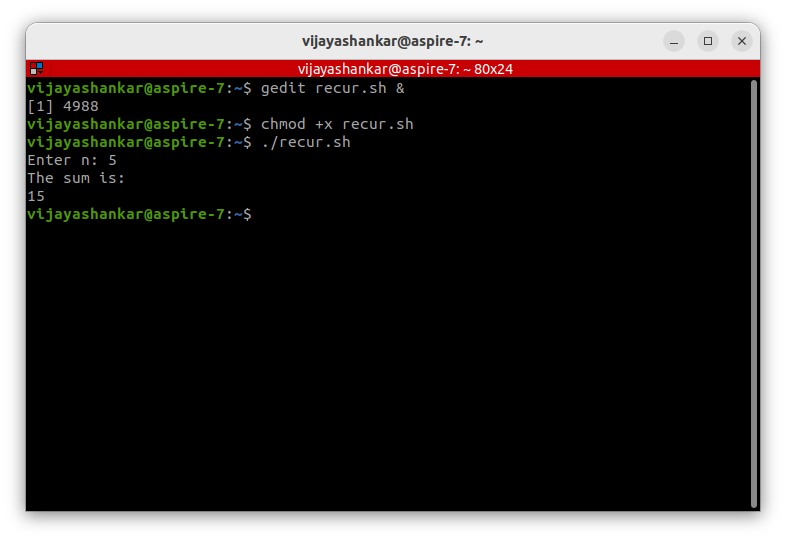 vijayashankar@aspire-7: ~
vijayashankar@aspire-7: ~ 80x24
vijayashankar@aspire-7:~$ gedit recur.sh &
[1] 4988
vijayashankar@aspire-7:~$ chmod +x recur.sh
vijayashankar@aspire-7:~$ ./recur.sh
Enter n: 5
The sum is:
15
vijayashankar@aspire-7:~$